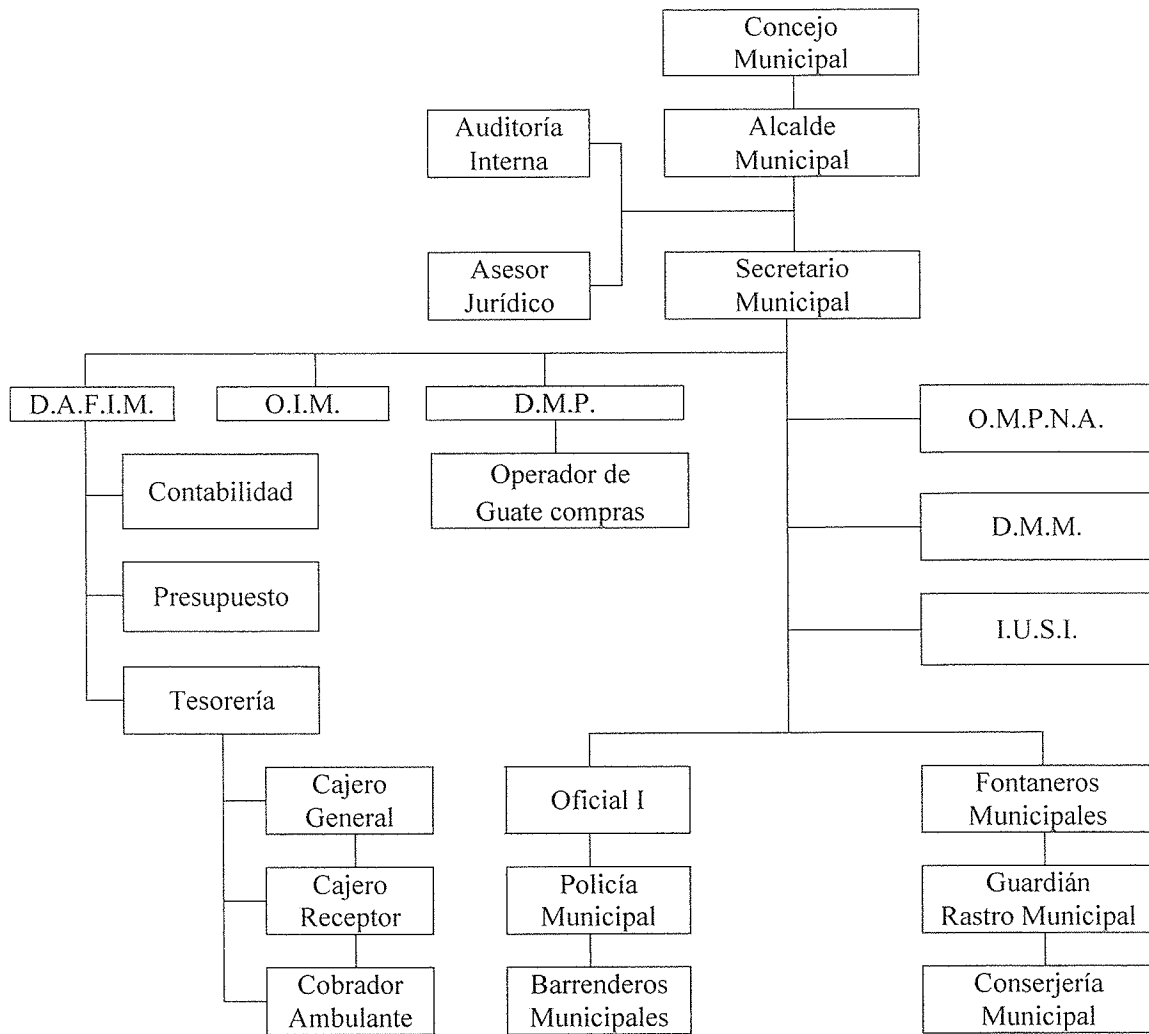 Concejo
Municipal
Auditoría
Interna
Alcalde
Municipal
Asesor
Jurídico
Secretario
Municipal
D.A.F.I.M.
O.I.M.
D.M.P.
O.M.P.N.A.
Contabilidad
Operador de
Guate compras
D.M.M.
Presupuesto
I.U.S.I.
Tesorería
Cajero
General
Oficial I
Fontaneros
Municipales
Cajero
Receptor
Policía
Municipal
Guardián
Rastro Municipal
Cobrador
Ambulante
Barrenderos
Municipales
Conserjería
Municipal